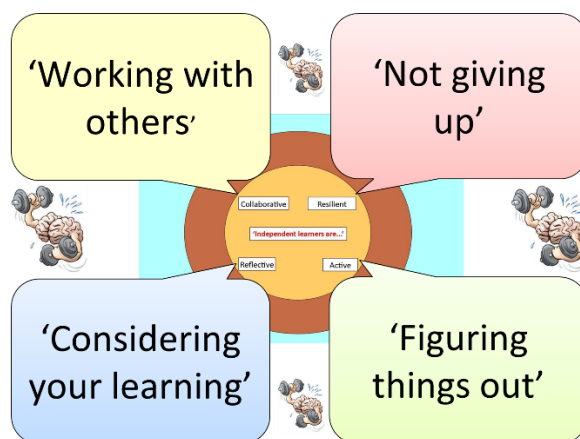 ‘Working with
others’
‘Not giving
up’
Collaborative
Resilient
‘Independent learners are...’
Reflective
Active
‘Considering
your learning’
‘Figuring
things out’